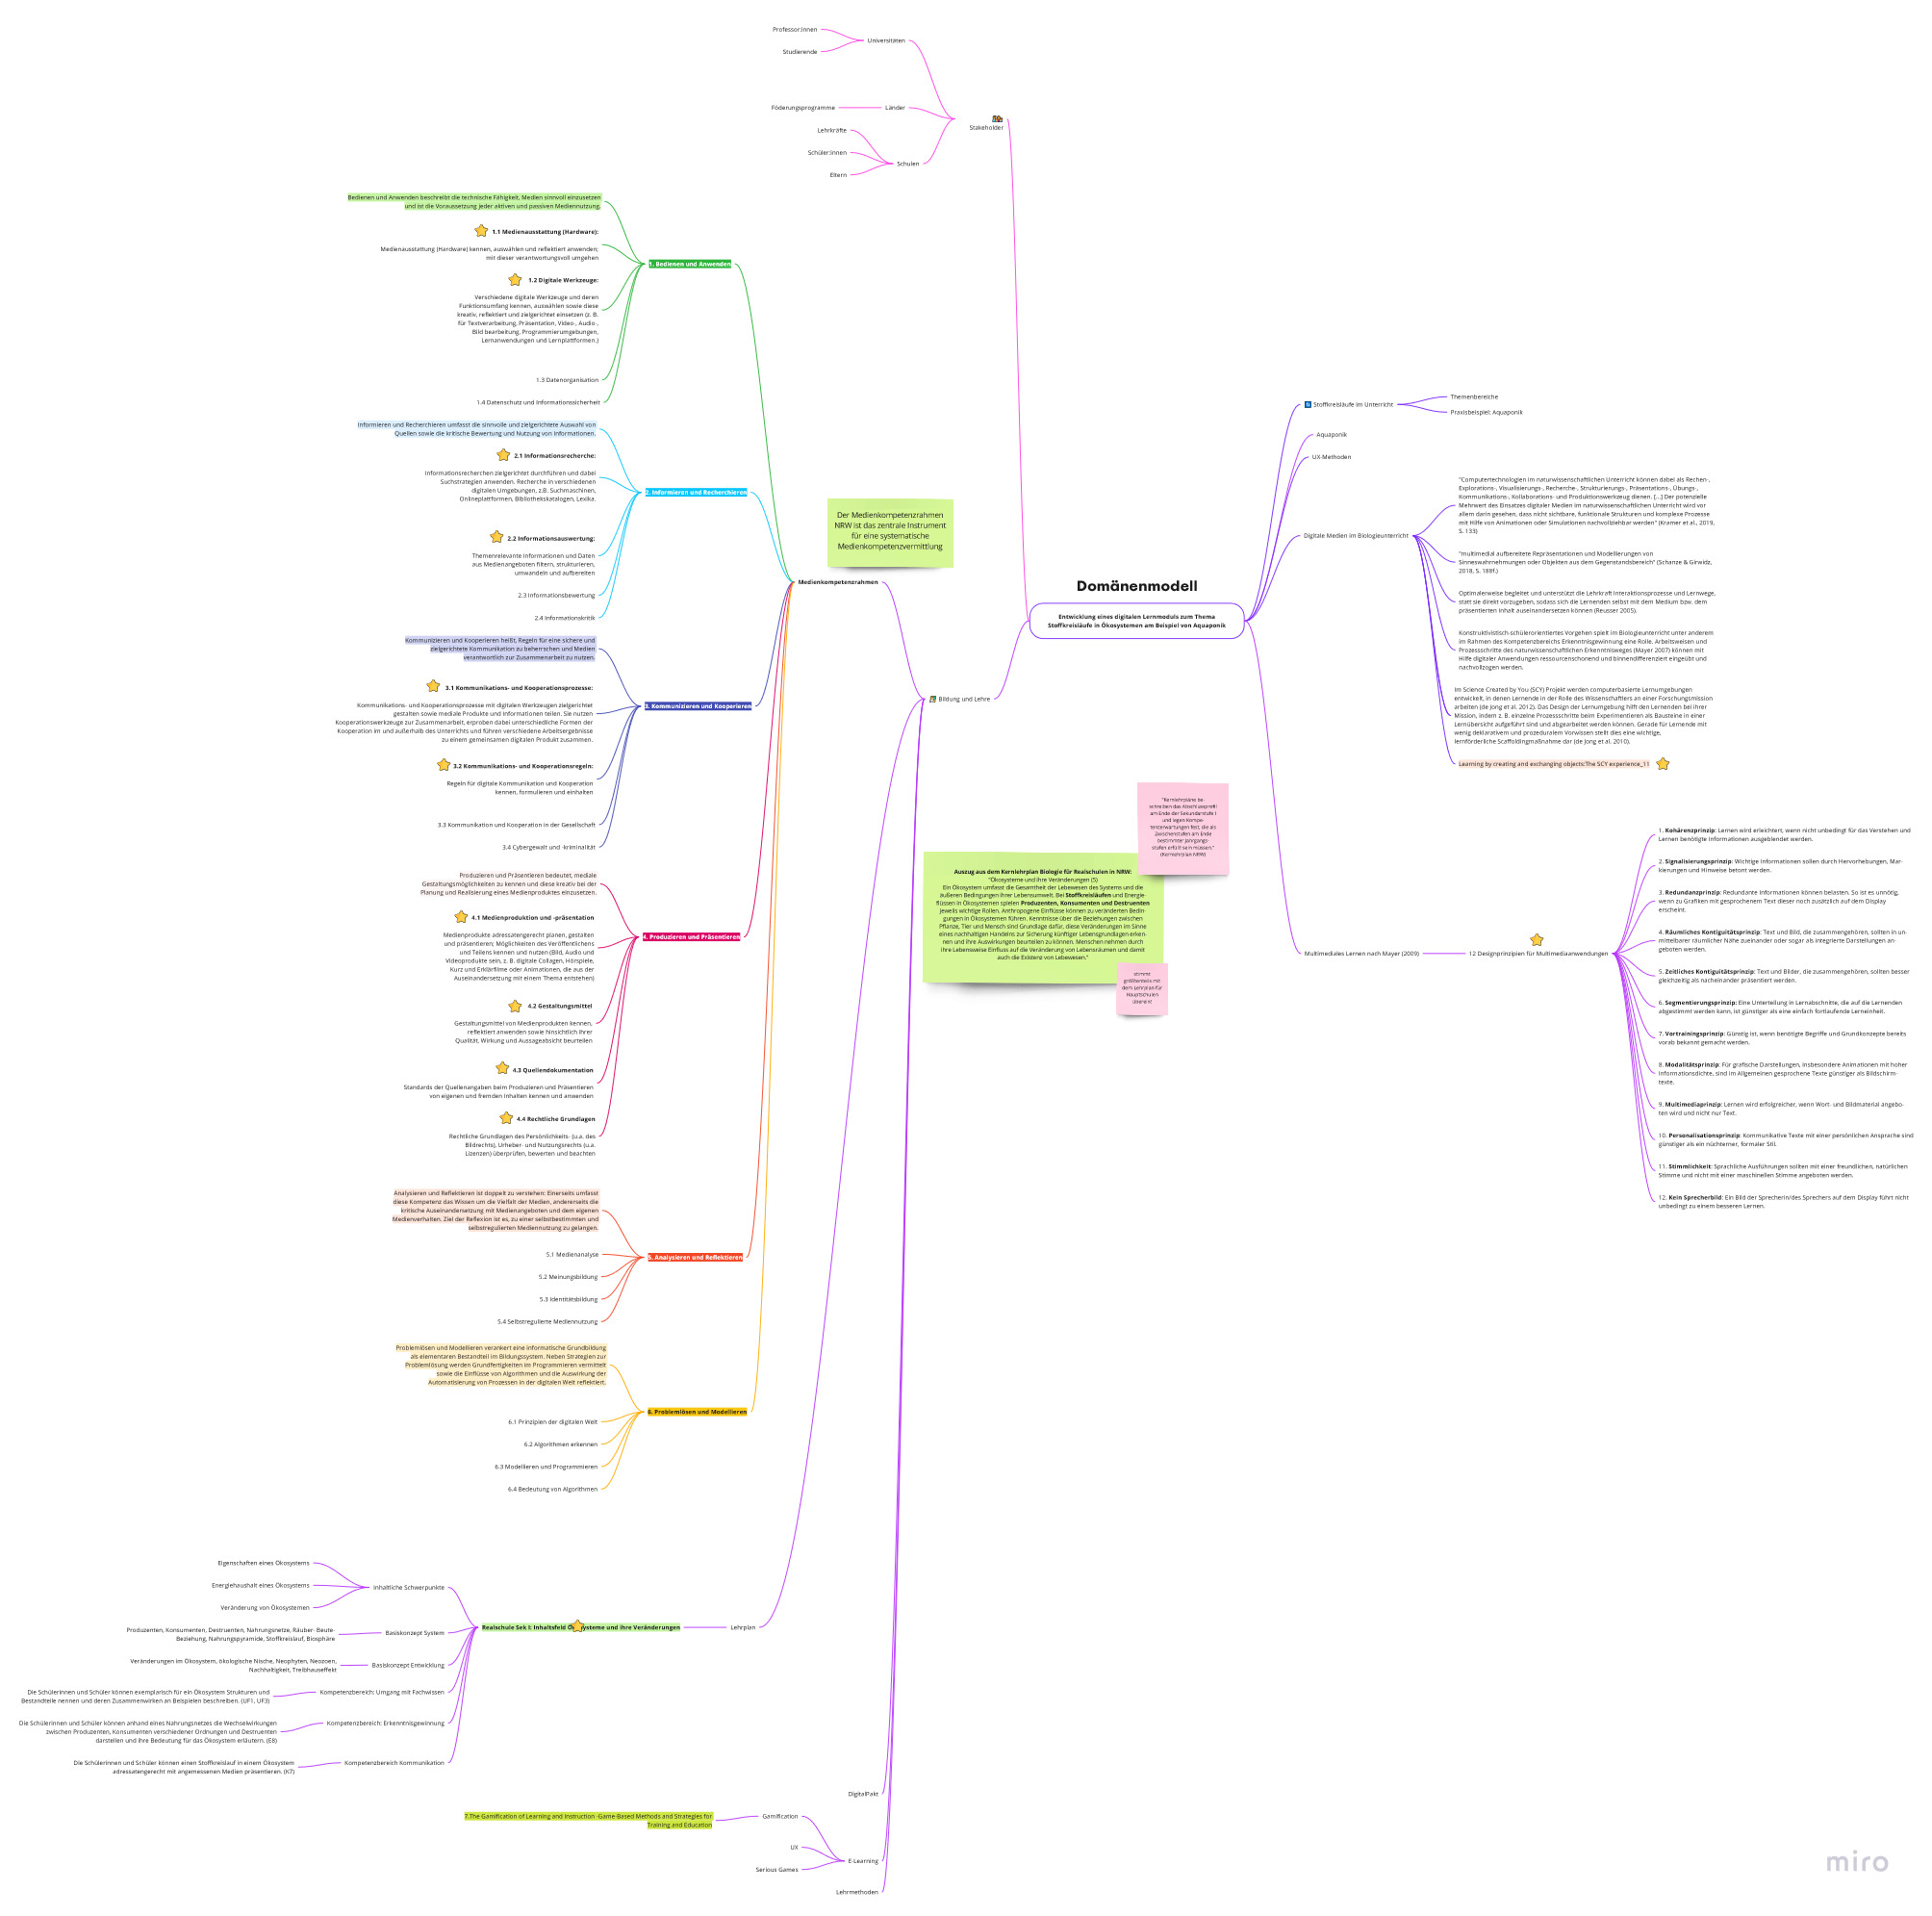 Professor:innen
Studierende
Universitäten
Föderungsprogramme
Länder
Lehrkräfte
Schüler:innen
Eltern
Schulen
Stakeholder
Bedienen und Anwenden beschreibt die technische Fähigkeit, Medien sinnvoll einzusetzen
und ist die Voraussetzung jeder aktiven und passiven Mediennutzung.
1.1 Medienausstattung (Hardware):
Medienausstattung (Hardware) kennen, auswählen und reflektiert anwenden;
mit dieser verantwortungsvoll umgehen
1.2 Digitale Werkzeuge:
Verschiedene digitale Werkzeuge und deren
Funktionsumfang kennen, auswählen sowie diese
kreativ, reflektiert und zielgerichtet einsetzen (z. B.
für Textverarbeitung, Präsentation, Video-, Audio-,
Bild bearbeitung, Programmierumgebungen,
Lernanwendungen und Lernplattformen.)
1.3 Datenorganisation
1.4 Datenschutz und Informationssicherheit
1. Bedienen und Anwenden
Informieren und Recherchieren umfasst die sinnvolle und zielgerichtete Auswahl von
Quellen sowie die kritische Bewertung und Nutzung von Informationen.
2.1 Informationsrecherche:
Informationsrecherchen zielgerichtet durchführen und dabei
Suchstrategien anwenden. Recherche in verschiedenen
digitalen Umgebungen, z.B. Suchmaschinen,
Onlineplattformen, Bibliothekskatalogen, Lexika.
2.2 Informationsauswertung:
Themenrelevante Informationen und Daten
aus Medienangeboten filtern, strukturieren,
umwandeln und aufbereiten
2.3 Informationsbewertung
2.4 Informationskritik
2. Informieren und Recherchieren
Kommunizieren und Kooperieren heißt, Regeln für eine sichere und
zielgerichtete Kommunikation zu beherrschen und Medien
verantwortlich zur Zusammenarbeit zu nutzen.
3.1 Kommunikations- und Kooperationsprozesse:
Kommunikations- und Kooperationsprozesse mit digitalen Werkzeugen zielgerichtet
gestalten sowie mediale Produkte und Informationen teilen. Sie nutzen
Kooperationswerkzeuge zur Zusammenarbeit, erproben dabei unterschiedliche Formen der
Kooperation im und außerhalb des Unterrichts und führen verschiedene Arbeitsergebnisse
zu einem gemeinsamen digitalen Produkt zusammen.
3.2 Kommunikations- und Kooperationsregeln:
Regeln für digitale Kommunikation und Kooperation
kennen, formulieren und einhalten
3.3 Kommunikation und Kooperation in der Gesellschaft
3.4 Cybergewalt und -kriminalität
3. Kommunizieren und Kooperieren
Produzieren und Präsentieren bedeutet, mediale
Gestaltungsmöglichkeiten zu kennen und diese kreativ bei der
Planung und Realisierung eines Medienproduktes einzusetzen.
4.1 Medienproduktion und -präsentation
Medienprodukte adressatengerecht planen, gestalten
und präsentieren; Möglichkeiten des Veröffentlichens
und Teilens kennen und nutzen (Bild, Audio und
Videoprodukte sein, z. B. digitale Collagen, Hörspiele,
Kurz und Erklärfilme oder Animationen, die aus der
Auseinandersetzung mit einem Thema entstehen)
4.2 Gestaltungsmittel
Gestaltungsmittel von Medienprodukten kennen,
reflektiert anwenden sowie hinsichtlich ihrer
Qualität, Wirkung und Aussageabsicht beurteilen
4.3 Quellendokumentation
Standards der Quellenangaben beim Produzieren und Präsentieren
von eigenen und fremden Inhalten kennen und anwenden
4.4 Rechtliche Grundlagen
Rechtliche Grundlagen des Persönlichkeits- (u.a. des
Bildrechts), Urheber- und Nutzungsrechts (u.a.
Lizenzen) überprüfen, bewerten und beachten
4. Produzieren und Präsentieren
Analysieren und Reflektieren ist doppelt zu verstehen: Einerseits umfasst
diese Kompetenz das Wissen um die Vielfalt der Medien, andererseits die
kritische Auseinandersetzung mit Medienangeboten und dem eigenen
Medienverhalten. Ziel der Reflexion ist es, zu einer selbstbestimmten und
selbstregulierten Mediennutzung zu gelangen.
5.1 Medienanalyse
5.2 Meinungsbildung
5.3 Identitätsbildung
5.4 Selbstregulierte Mediennutzung
5. Analysieren und Reflektieren
Problemlösen und Modellieren verankert eine informatische Grundbildung
als elementaren Bestandteil im Bildungssystem. Neben Strategien zur
Problemlösung werden Grundfertigkeiten im Programmieren vermittelt
sowie die Einflüsse von Algorithmen und die Auswirkung der
Automatisierung von Prozessen in der digitalen Welt reflektiert.
6.1 Prinzipien der digitalen Welt
6.2 Algorithmen erkennen
6.3 Modellieren und Programmieren
6.4 Bedeutung von Algorithmen
6. Problemlösen und Modellieren
Der Medienkompetenzrahmen
NRW ist das zentrale Instrument
für eine systematische
Medienkompetenzvermittlung
Medienkompetenzrahmen
Bildung und Lehre
Domänenmodell
Entwicklung eines digitalen Lernmoduls zum Thema
Stoffkreisläufe in Ökosystemen am Beispiel von Aquaponik
"Kernlehrpläne be-
schreiben das Abschlussprofil
am Ende der Sekundarstufe I
und legen Kompe-
tenzerwartungen fest, die als
Zwischenstufen am Ende
bestimmter Jahrgangs-
stufen erfüllt sein müssen."
(Kernlehrplan NRW)
Auszug aus dem Kernlehrplan Biologie für Realschulen in NRW:
"Ökosysteme und ihre Veränderungen (5)
Ein Ökosystem umfasst die Gesamtheit der Lebewesen des Systems und die
äußeren Bedingungen ihrer Lebensumwelt. Bei Stoffkreisläufen und Energie-
flüssen in Ökosystemen spielen Produzenten, Konsumenten und Destruenten
jeweils wichtige Rollen. Anthropogene Einflüsse können zu veränderten Bedin-
gungen in Ökosystemen führen. Kenntnisse über die Beziehungen zwischen
Pflanze, Tier und Mensch sind Grundlage dafür, diese Veränderungen im Sinne
eines nachhaltigen Handelns zur Sicherung künftiger Lebensgrundlagen erken-
nen und ihre Auswirkungen beurteilen zu können. Menschen nehmen durch
ihre Lebensweise Einfluss auf die Veränderung von Lebensräumen und damit
auch die Existenz von Lebewesen."
stimmt
größtenteils mit
dem Lehrplan für
Hauptschulen
überein!
Stoffkreisläufe im Unterricht
Themenbereiche
Praxisbeispiel: Aquaponik
Aquaponik
UX-Methoden
Digitale Medien im Biologieunterricht
"Computertechnologien im naturwissenschaftlichen Unterricht können dabei als Rechen-,
Explorations-, Visualisierungs-, Recherche-, Strukturierungs-, Präsentations-, Übungs-,
Kommunikations-, Kollaborations- und Produktionswerkzeug dienen. [...] Der potenzielle
Mehrwert des Einsatzes digitaler Medien im naturwissenschaftlichen Unterricht wird vor
allem darin gesehen, dass nicht sichtbare, funktionale Strukturen und komplexe Prozesse
mit Hilfe von Animationen oder Simulationen nachvollziehbar werden" (Kramer et al., 2019,
S. 133)
"multimedial aufbereitete Repräsentationen und Modellierungen von
Sinneswahrnehmungen oder Objekten aus dem Gegenstandsbereich" (Schanze & Girwidz,
2018, S. 189f.)
Optimalerweise begleitet und unterstützt die Lehrkraft Interaktionsprozesse und Lernwege,
statt sie direkt vorzugeben, sodass sich die Lernenden selbst mit dem Medium bzw. dem
präsentierten Inhalt auseinandersetzen können (Reusser 2005).
Konstruktivistisch-schülerorientiertes Vorgehen spielt im Biologieunterricht unter anderem
im Rahmen des Kompetenzbereichs Erkenntnisgewinnung eine Rolle. Arbeitsweisen und
Prozessschritte des naturwissenschaftlichen Erkenntnisweges (Mayer 2007) können mit
Hilfe digitaler Anwendungen ressourcenschonend und binnendifferenziert eingeübt und
nachvollzogen werden.
Im Science Created by You (SCY) Projekt werden computerbasierte Lernumgebungen
entwickelt, in denen Lernende in der Rolle des Wissenschaftlers an einer Forschungsmission
arbeiten (de Jong et al. 2012). Das Design der Lernumgebung hilft den Lernenden bei ihrer
Mission, indem z. B. einzelne Prozessschritte beim Experimentieren als Bausteine in einer
Lernübersicht aufgeführt sind und abgearbeitet werden können. Gerade für Lernende mit
wenig deklarativem und prozeduralem Vorwissen stellt dies eine wichtige,
lernförderliche Scaffoldingmaßnahme dar (de Jong et al. 2010).
Learning by creating and exchanging objects:The SCY experience_11
Multimediales Lernen nach Mayer (2009)
12 Designprinzipien für Multimediaanwendungen
1. Kohärenzprinzip: Lernen wird erleichtert, wenn nicht unbedingt für das Verstehen und
Lernen benötigte Informationen ausgeblendet werden.
2. Signalisierungsprinzip: Wichtige Informationen sollen durch Hervorhebungen, Mar-
kierungen und Hinweise betont werden.
3. Redundanzprinzip: Redundante Informationen können belasten. So ist es unnötig,
wenn zu Grafiken mit gesprochenem Text dieser noch zusätzlich auf dem Display
erscheint.
4. Räumliches Kontiguitätsprinzip: Text und Bild, die zusammengehören, sollten in un-
mittelbarer räumlicher Nähe zueinander oder sogar als integrierte Darstellungen an-
geboten werden.
5. Zeitliches Kontiguitätsprinzip: Text und Bilder, die zusammengehören, sollten besser
gleichzeitig als nacheinander präsentiert werden.
6. Segmentierungsprinzip: Eine Unterteilung in Lernabschnitte, die auf die Lernenden
abgestimmt werden kann, ist günstiger als eine einfach fortlaufende Lerneinheit.
7. Vortrainingsprinzip: Günstig ist, wenn benötigte Begriffe und Grundkonzepte bereits
vorab bekannt gemacht werden.
8. Modalitätsprinzip: Für grafische Darstellungen, insbesondere Animationen mit hoher
Informationsdichte, sind im Allgemeinen gesprochene Texte günstiger als Bildschirm-
texte.
9. Multimediaprinzip: Lernen wird erfolgreicher, wenn Wort- und Bildmaterial angebo-
ten wird und nicht nur Text.
10. Personalisationsprinzip: Kommunikative Texte mit einer persönlichen Ansprache sind
günstiger als ein nüchterner, formaler Stil.
11. Stimmlichkeit: Sprachliche Ausführungen sollten mit einer freundlichen, natürlichen
Stimme und nicht mit einer maschinellen Stimme angeboten werden.
12. Kein Sprecherbild: Ein Bild der Sprecherin/des Sprechers auf dem Display führt nicht
unbedingt zu einem besseren Lernen.
Eigenschaften eines Ökosystems
Energiehaushalt eines Ökosystems
Veränderung von Ökosystemen
Inhaltliche Schwerpunkte
Produzenten, Konsumenten, Destruenten, Nahrungsnetze, Räuber- Beute-
Beziehung, Nahrungspyramide, Stoffkreislauf, Biosphäre
Basiskonzept System
Veränderungen im Ökosystem, ökologische Nische, Neophyten, Neozoen,
Nachhaltigkeit, Treibhauseffekt
Basiskonzept Entwicklung
Die Schülerinnen und Schüler können exemplarisch für ein Ökosystem Strukturen und
Bestandteile nennen und deren Zusammenwirken an Beispielen beschreiben. (UF1, UF3)
Kompetenzbereich: Umgang mit Fachwissen
Die Schülerinnen und Schüler können anhand eines Nahrungsnetzes die Wechselwirkungen
zwischen Produzenten, Konsumenten verschiedener Ordnungen und Destruenten
darstellen und ihre Bedeutung für das Ökosystem erläutern. (E8)
Kompetenzbereich: Erkenntnisgewinnung
Die Schülerinnen und Schüler können einen Stoffkreislauf in einem Ökosystem
adressatengerecht mit angemessenen Medien präsentieren. (K7)
Kompetenzbereich Kommunikation
Realschule Sek I: Inhaltsfeld Ökosysteme und ihre Veränderungen
Lehrplan
DigitalPakt
7.The Gamification of Learning and Instruction -Game-Based Methods and Strategies for
Training and Education
Gamification
UX
Serious Games
E-Learning
Lehrmethoden
miro